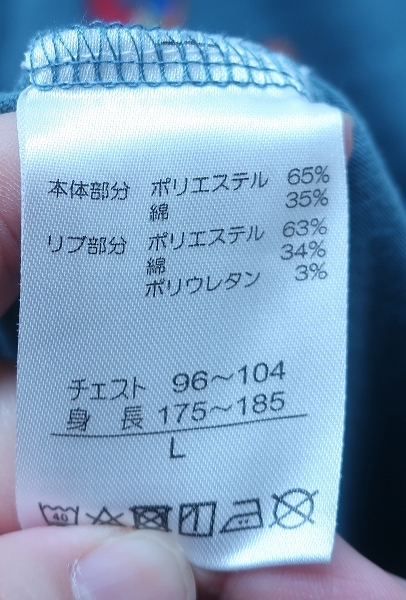 本体部分 ポリエステル 65%
綿 35%
リブ部分 ポリエステル 63%
綿 34%
ポリウレタン 3%
チェスト 96～104
身長 175～185
L
40